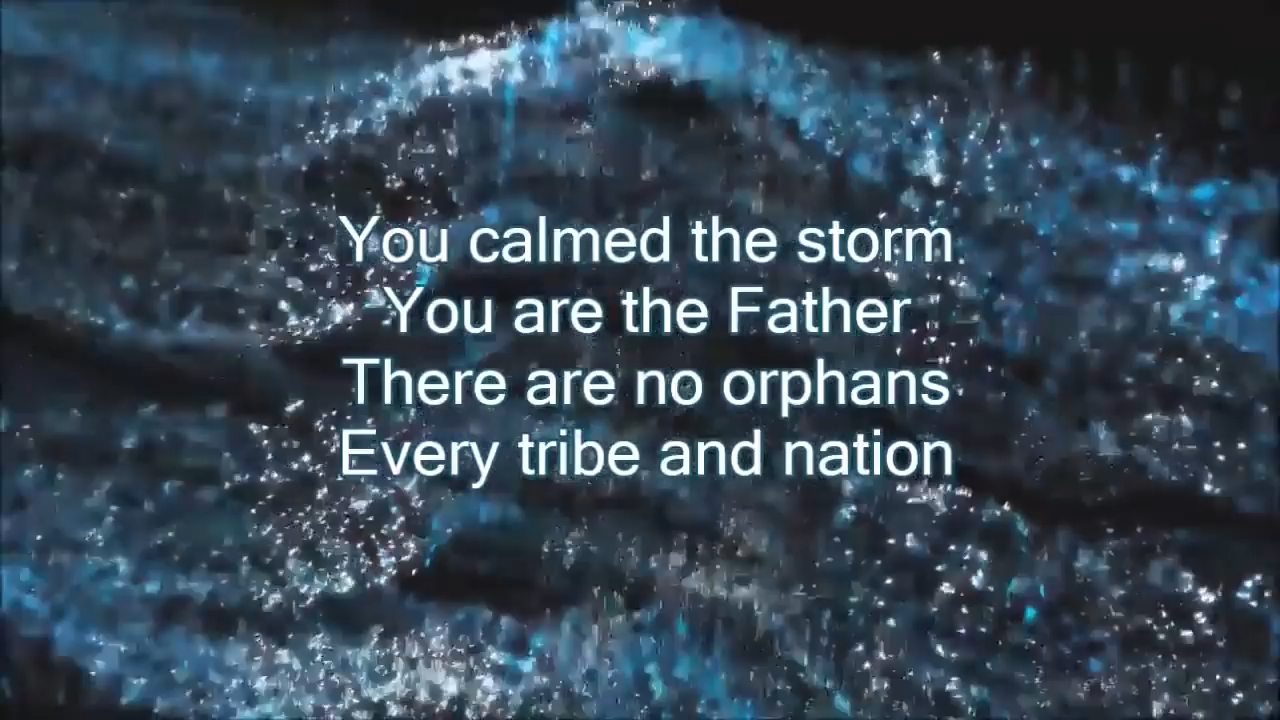 You calmed the storm
You are the Father
There are no orphans
Every tribe and nation